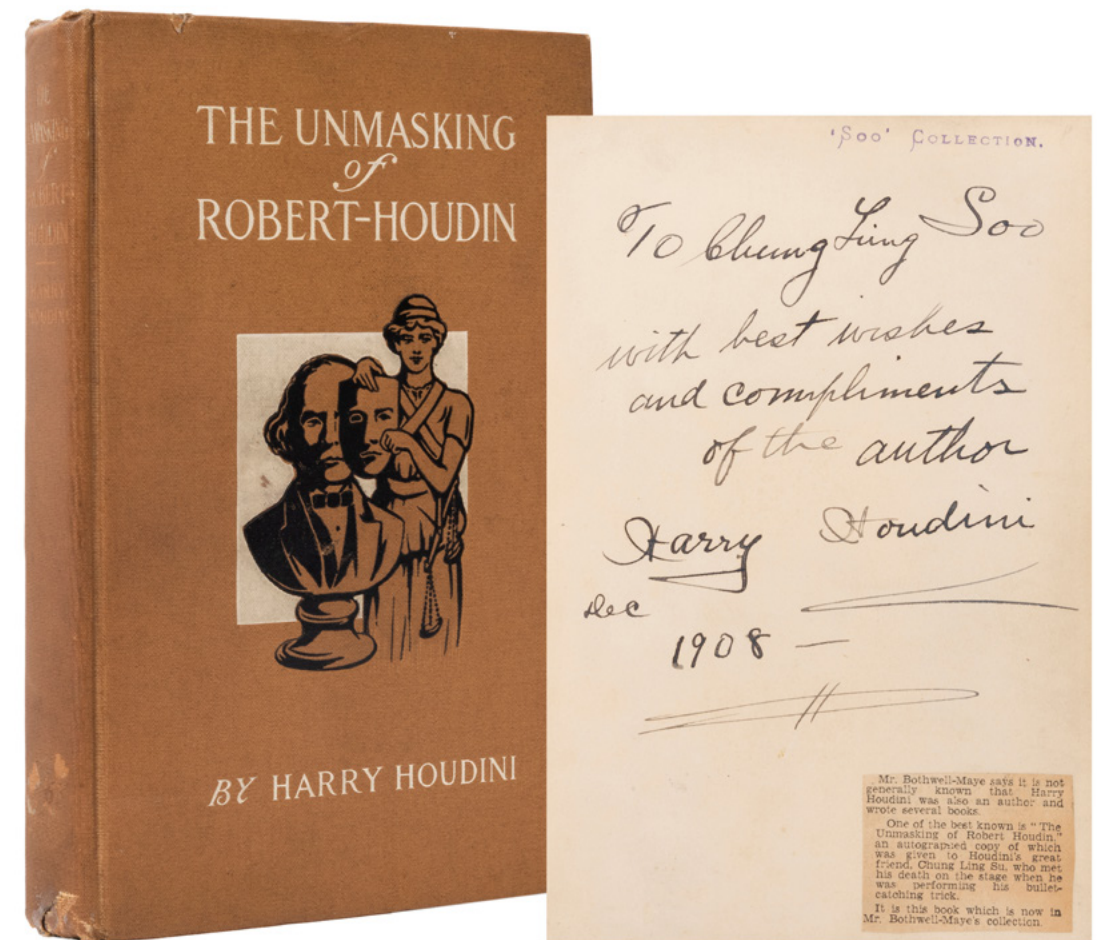 THE UNMASKING
of
ROBERT-HOUDIN
BY HARRY HOUDINI
'SOO' COLLECTION.
To Chung Ling Soo
with best wishes
and compliments
of the author
Harry Houdini
Dec
1908 —
Mr. Bothwell-Maye says it is not
generally known that Harry
Houdini was also an author and
wrote several books.
One of the best known is "The
Unmasking of Robert Houdin,"
an autographed copy of which
was given to Houdini's great
friend, Chung Ling Su, who met
his death on the stage when he
was performing his bullet-
catching trick.
It is this book which is now in
Mr. Bothwell-Maye's collection